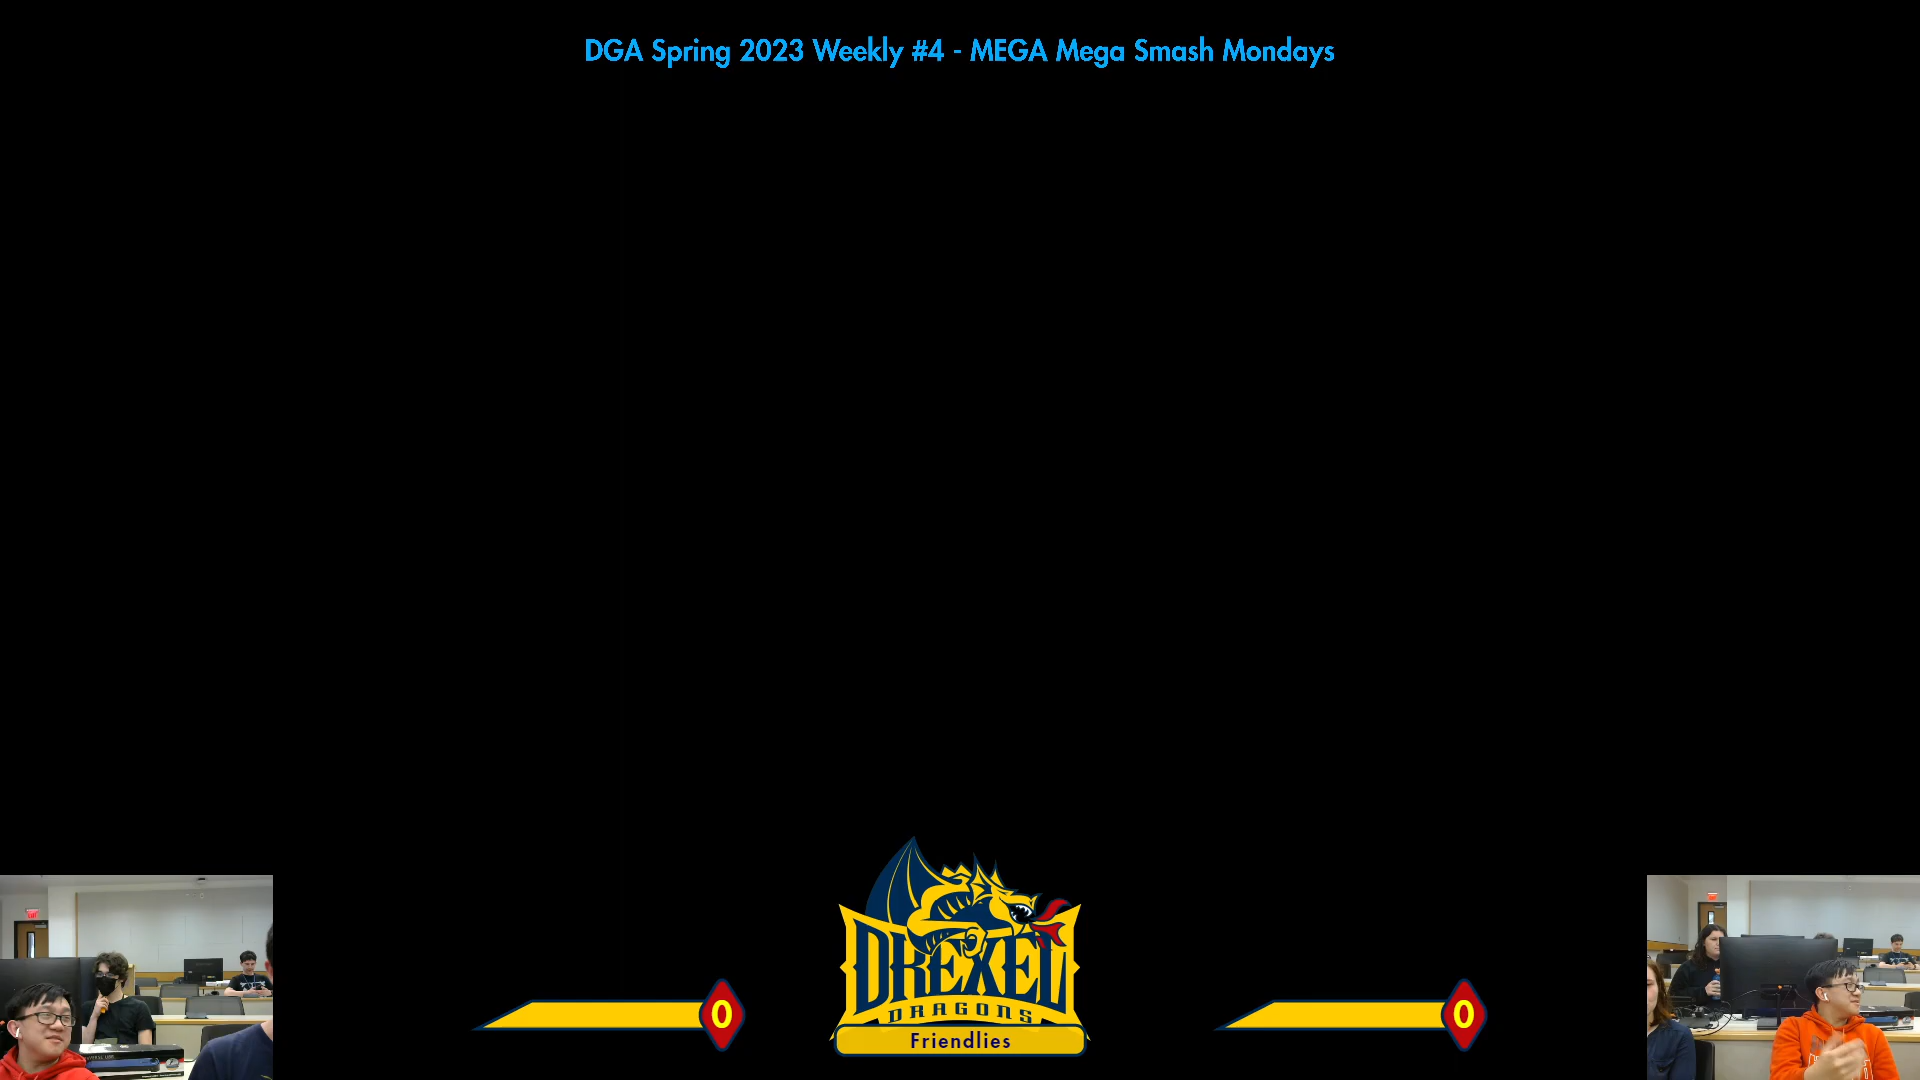 DGA Spring 2023 Weekly #4 - MEGA Mega Smash Mondays
0
DREXEL
DRAGONS
Friendlies
0